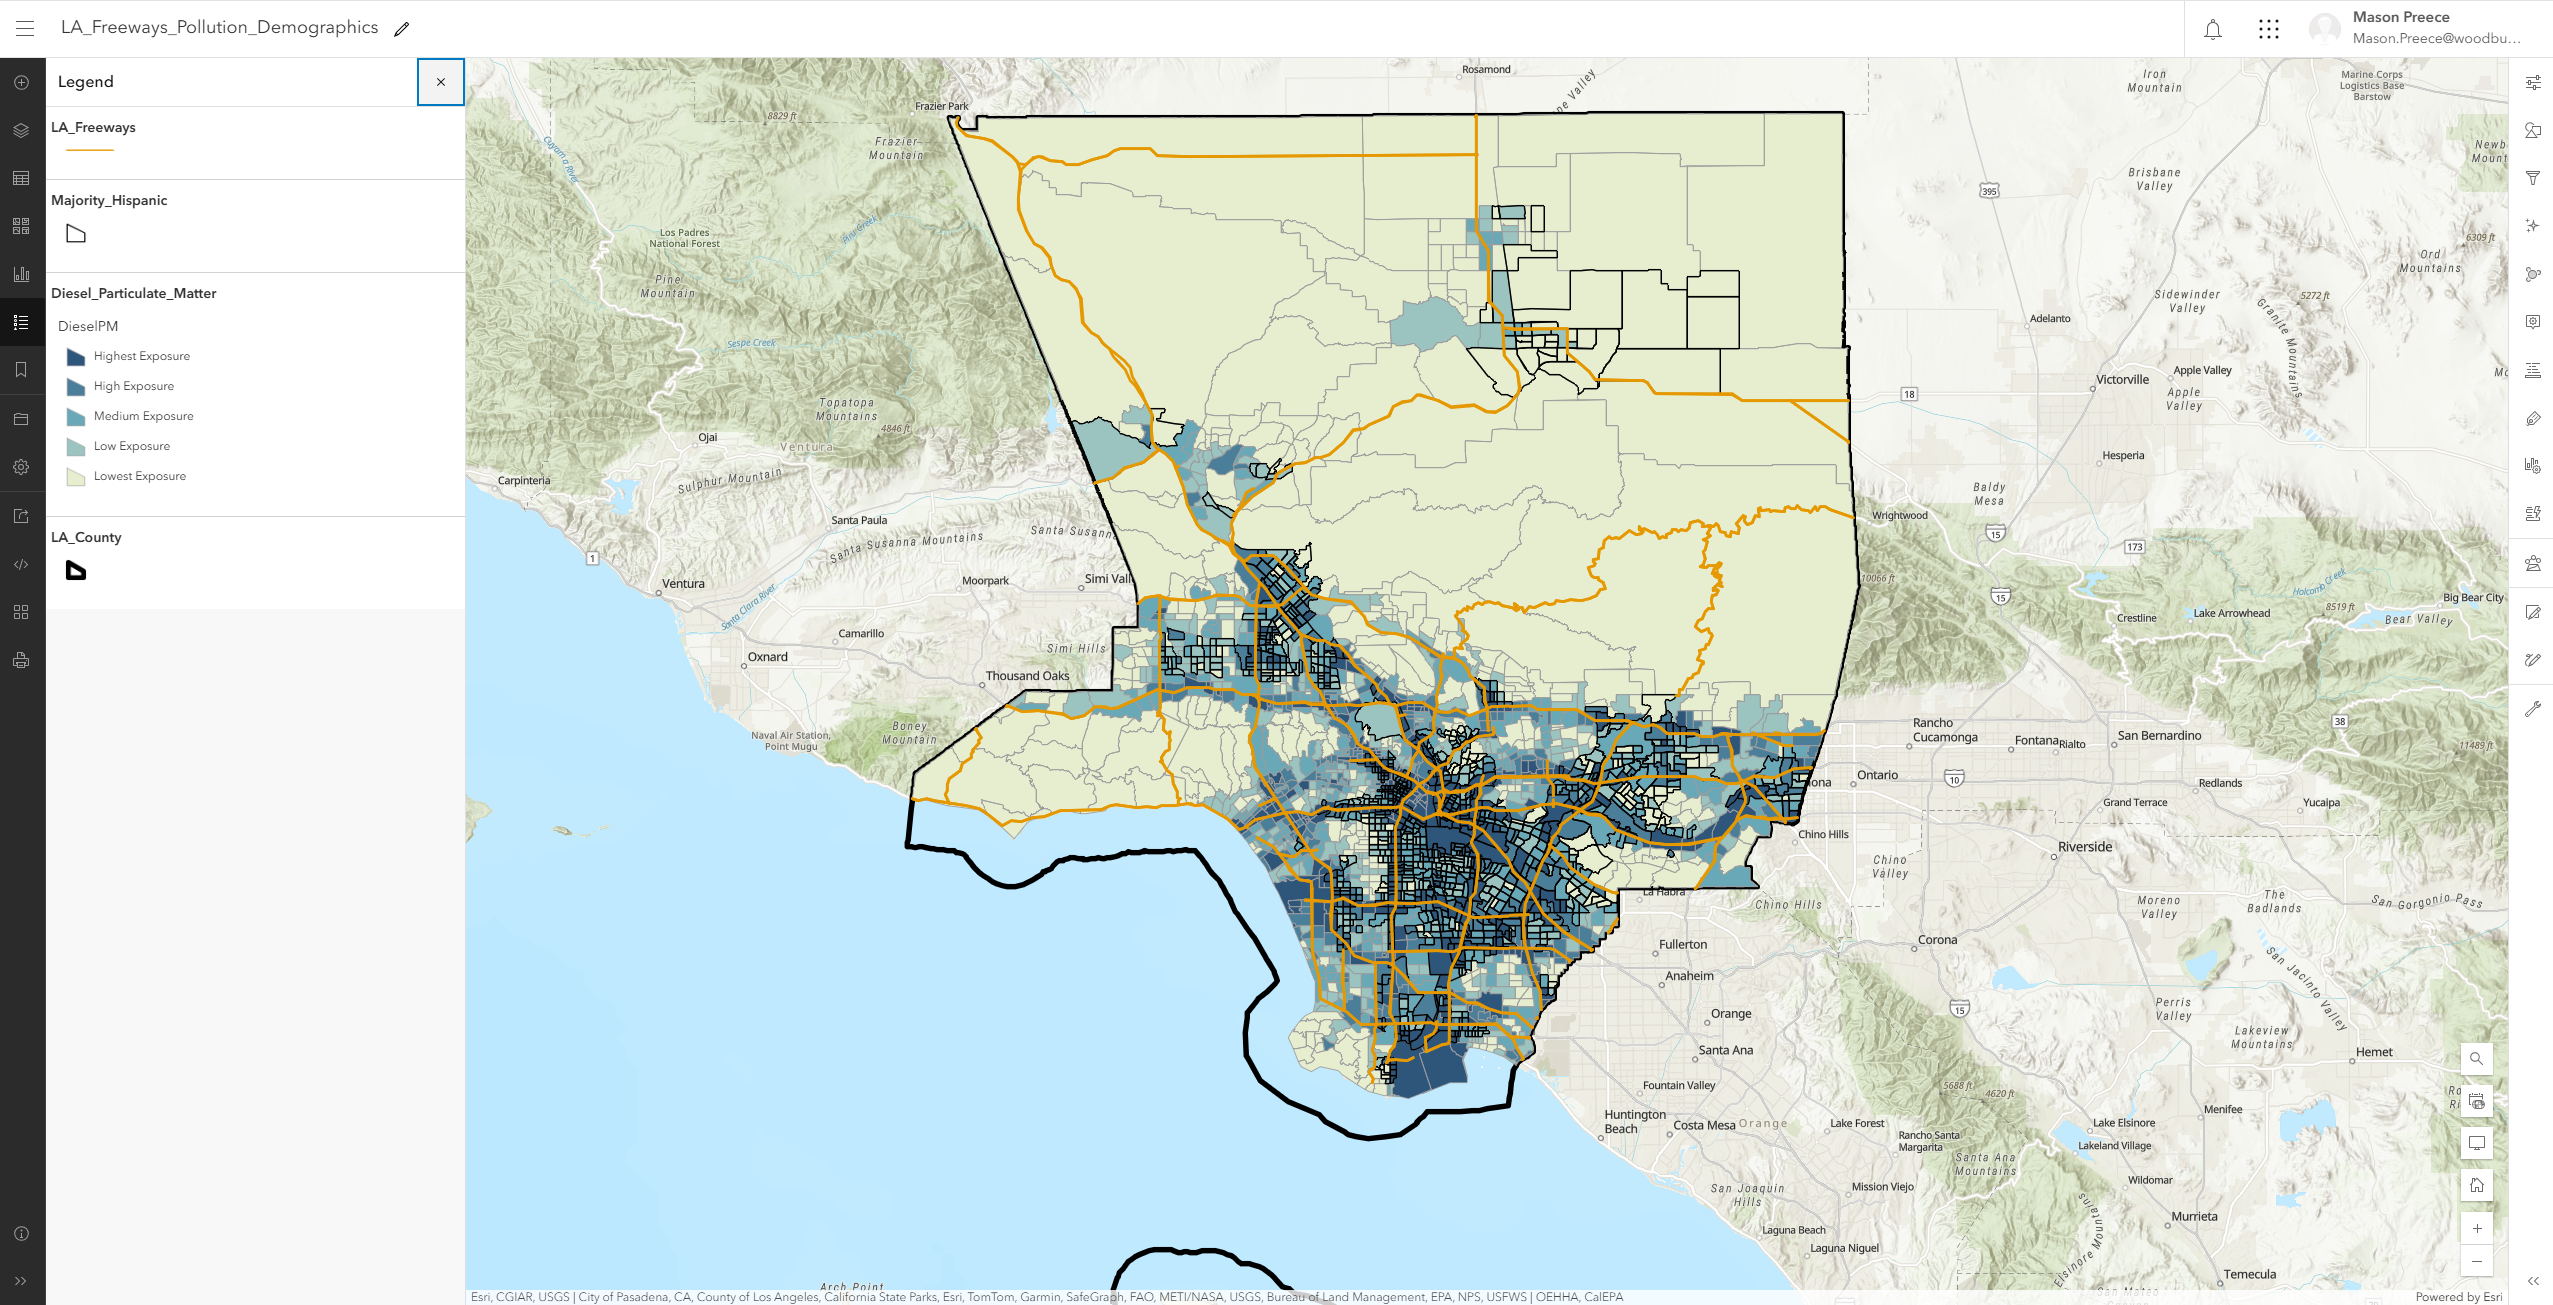 LA_Freeways_Pollution_Demographics
Mason Preece
Mason.Preece@woodbu...
Legend
LA_Freeways
Majority_Hispanic
Diesel_Particulate_Matter
DieselPM
Highest Exposure
High Exposure
Medium Exposure
Low Exposure
Lowest Exposure
LA_County
Rosamond
Frazier Park
8829 ft
Frazier
Mountain
Cuyama River
Los Padres
National Forest
Piru Creek
Pine
Mountain
Sespe Creek
Topatopa
Mountains
4846 ft
Ojai
Ventura
Sulphur Mountain
Carpinteria
Santa Paula
Santa Susana
Santa Susanna Mountains
1
Ventura
Santa Clara River
Moorpark
Simi Vall
Camarillo
Oxnard
Simi Hills
Thousand Oaks
Boney
Mountain
Naval Air Station,
Point Mugu
Iron
Mountain
Marine Corps
Logistics Base
Barstow
395
Brisbane
Valley
Newb
Mount
6309 ft
Ord
Mountains
Sidewinder
Valley
5272 ft
Granite Mountains
Adelanto
Victorville
Apple Valley
Apple
Valley
18
Hesperia
Baldy
Mesa
Wrightwood
15
173
10066 ft
15
Holcomb Creek
Big Bear City
8519 ft
Lake Arrowhead
Bear Valley
Crestline
Rancho
Cucamonga
Fontana
Rialto
San Bernardino
38
11489 ft
Ontario
10
Redlands
ona
Grand Terrace
Yucaipa
Chino Hills
Riverside
Chino
Valley
La Habra
Chino Hills
Moreno
Valley
The
Badlands
San Gorgonio Pass
Fullerton
Corona
Anaheim
San Jacinto Valley
Orange
15
Perris
Valley
Lakeview
Mountains
Santa Ana
Hemet
Fountain Valley
5688 ft
4620 ft
Huntington
Beach
Costa Mesa
Orange
Lake Forest
Rancho Santa
Margarita
Menifee
Lake Elsinore
Lakeland Village
Santa Ana
Mountains
Wildomar
San Joaquin
Hills
Mission Viejo
Murrieta
Laguna Beach
Laguna Niguel
Elsinore Mountains
Temecula
Arch Point
Esri, CGIAR, USGS | City of Pasadena, CA, County of Los Angeles, California State Parks, Esri, TomTom, Garmin, SafeGraph, FAO, METI/NASA, USGS, Bureau of Land Management, EPA, NPS, USFWS | OEHHA, CalEPA
Powered by Esri